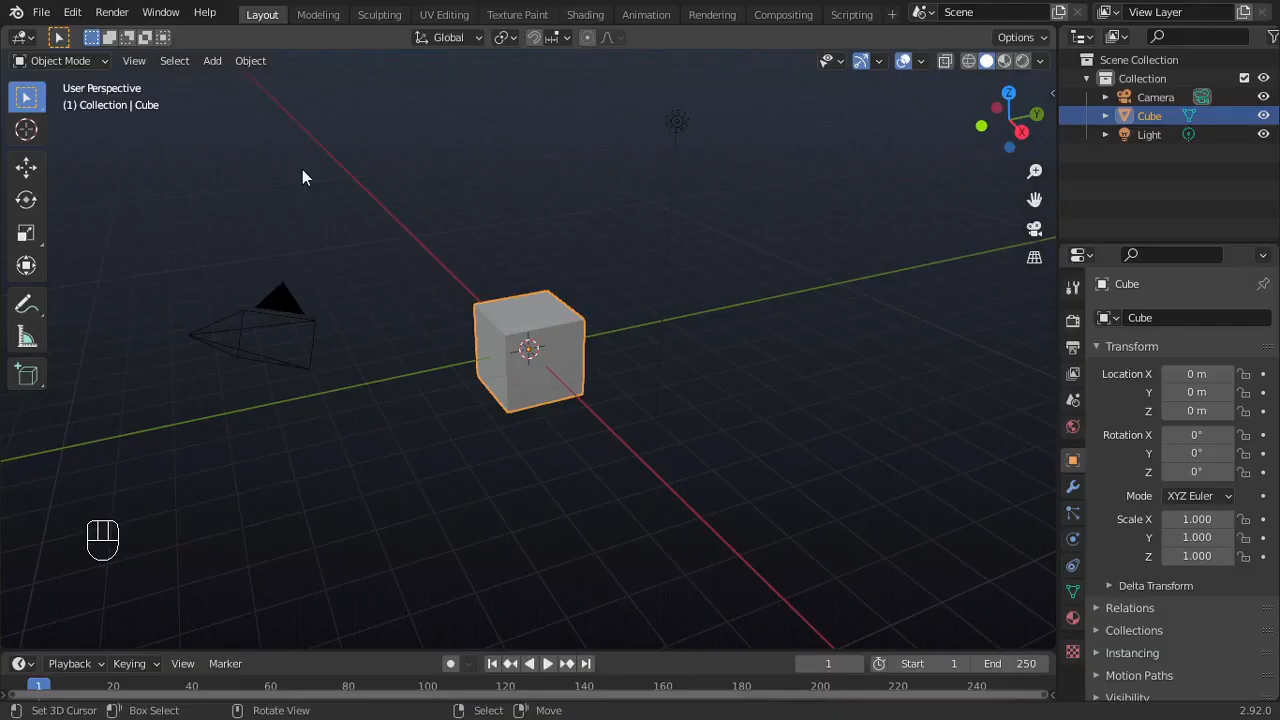 File Edit Render Window Help Layout Modeling Sculpting UV Editing Texture Paint Shading Animation Rendering Compositing Scripting Scene View Layer
Global Options
Object Mode View Select Add Object
User Perspective
(1) Collection | Cube
Z
Y
X
Scene Collection
Collection
Camera
Cube
Light
Cube
Cube
Transform
Location X 0 m
Y 0 m
Z 0 m
Rotation X 0°
Y 0°
Z 0°
Mode XYZ Euler
Scale X 1.000
Y 1.000
Z 1.000
Delta Transform
Relations
Collections
Instancing
Motion Paths
Visibility
Playback Keying View Marker 1 Start 1 End 250
1 20 40 60 80 100 120 140 160 180 200 220 240
Set 3D Cursor Box Select Rotate View Select Move 2.92.0